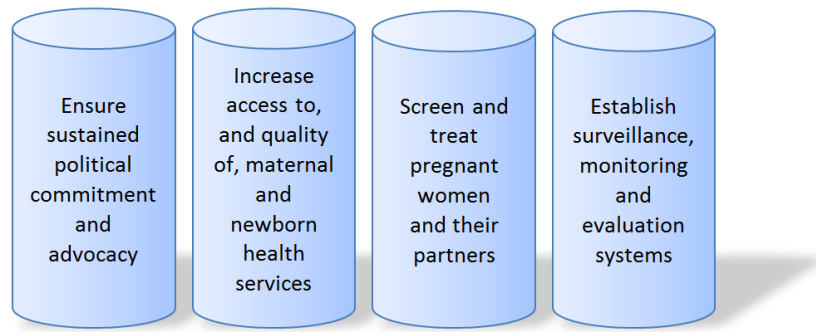 Ensure
sustained
political
commitment
and
advocacy
Increase
access to,
and quality
of, maternal
and
newborn
health
services
Screen and
treat
pregnant
women
and their
partners
Establish
surveillance,
monitoring
and
evaluation
systems